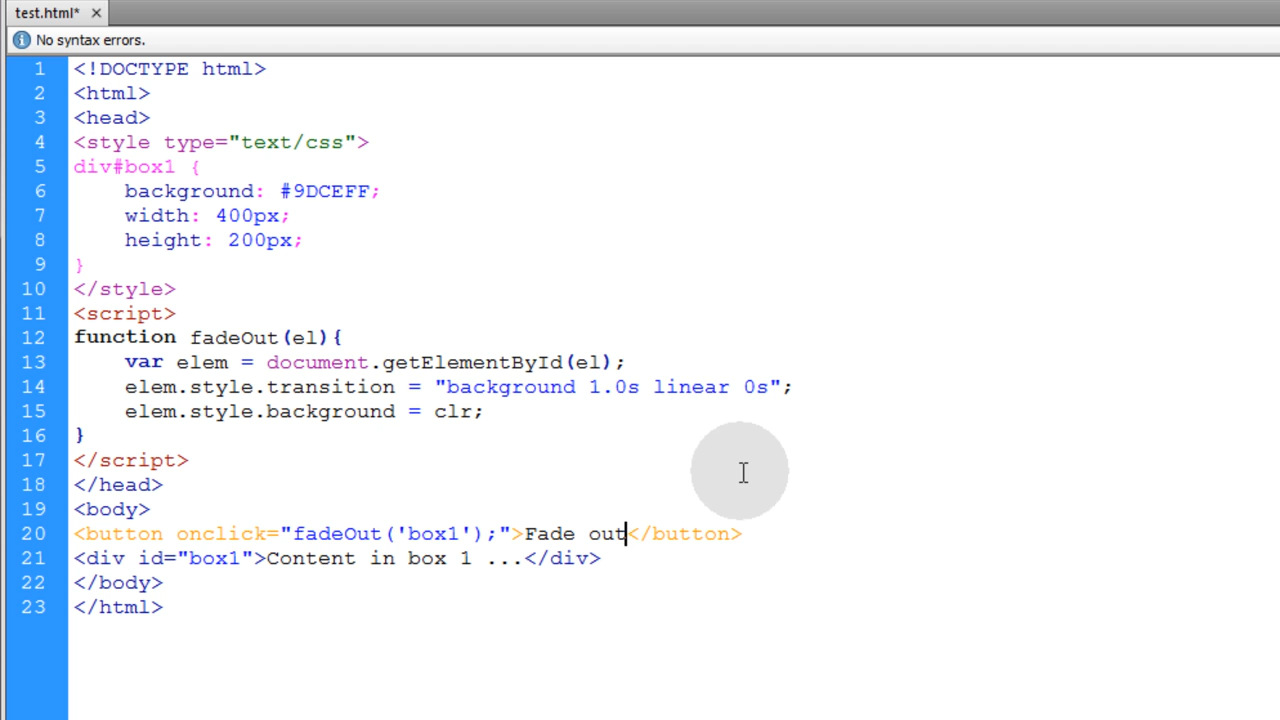 test.html* ×
No syntax errors.
1 <!DOCTYPE html>
2 <html>
3 <head>
4 <style type="text/css">
5 div#box1 {
6     background: #9DCEFF;
7     width: 400px;
8     height: 200px;
9 }
10 </style>
11 <script>
12 function fadeOut(el){
13     var elem = document.getElementById(el);
14     elem.style.transition = "background 1.0s linear 0s";
15     elem.style.background = clr;
16 }
17 </script>
18 </head>
19 <body>
20 <button onclick="fadeOut('box1');">Fade out</button>
21 <div id="box1">Content in box 1 ...</div>
22 </body>
23 </html>